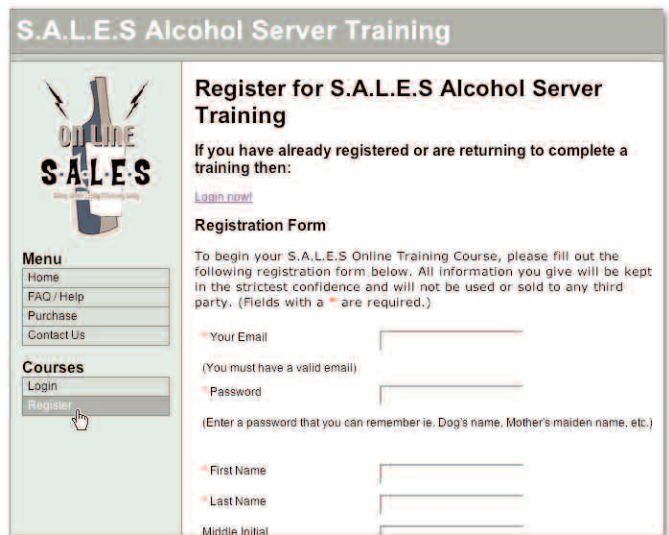 S.A.L.E.S Alcohol Server Training
ON LINE
S·A·L·E·S
Menu
Home
FAQ / Help
Purchase
Contact Us
Courses
Login
Register
Register for S.A.L.E.S Alcohol Server
Training
If you have already registered or are returning to complete a
training then:
Login now!
Registration Form
To begin your S.A.L.E.S Online Training Course, please fill out the
following registration form below. All information you give will be kept
in the strictest confidence and will not be used or sold to any third
party. (Fields with a * are required.)
* Your Email
(You must have a valid email)
* Password
(Enter a password that you can remember ie. Dog's name, Mother's maiden name, etc.)
* First Name
* Last Name
Middle Initial